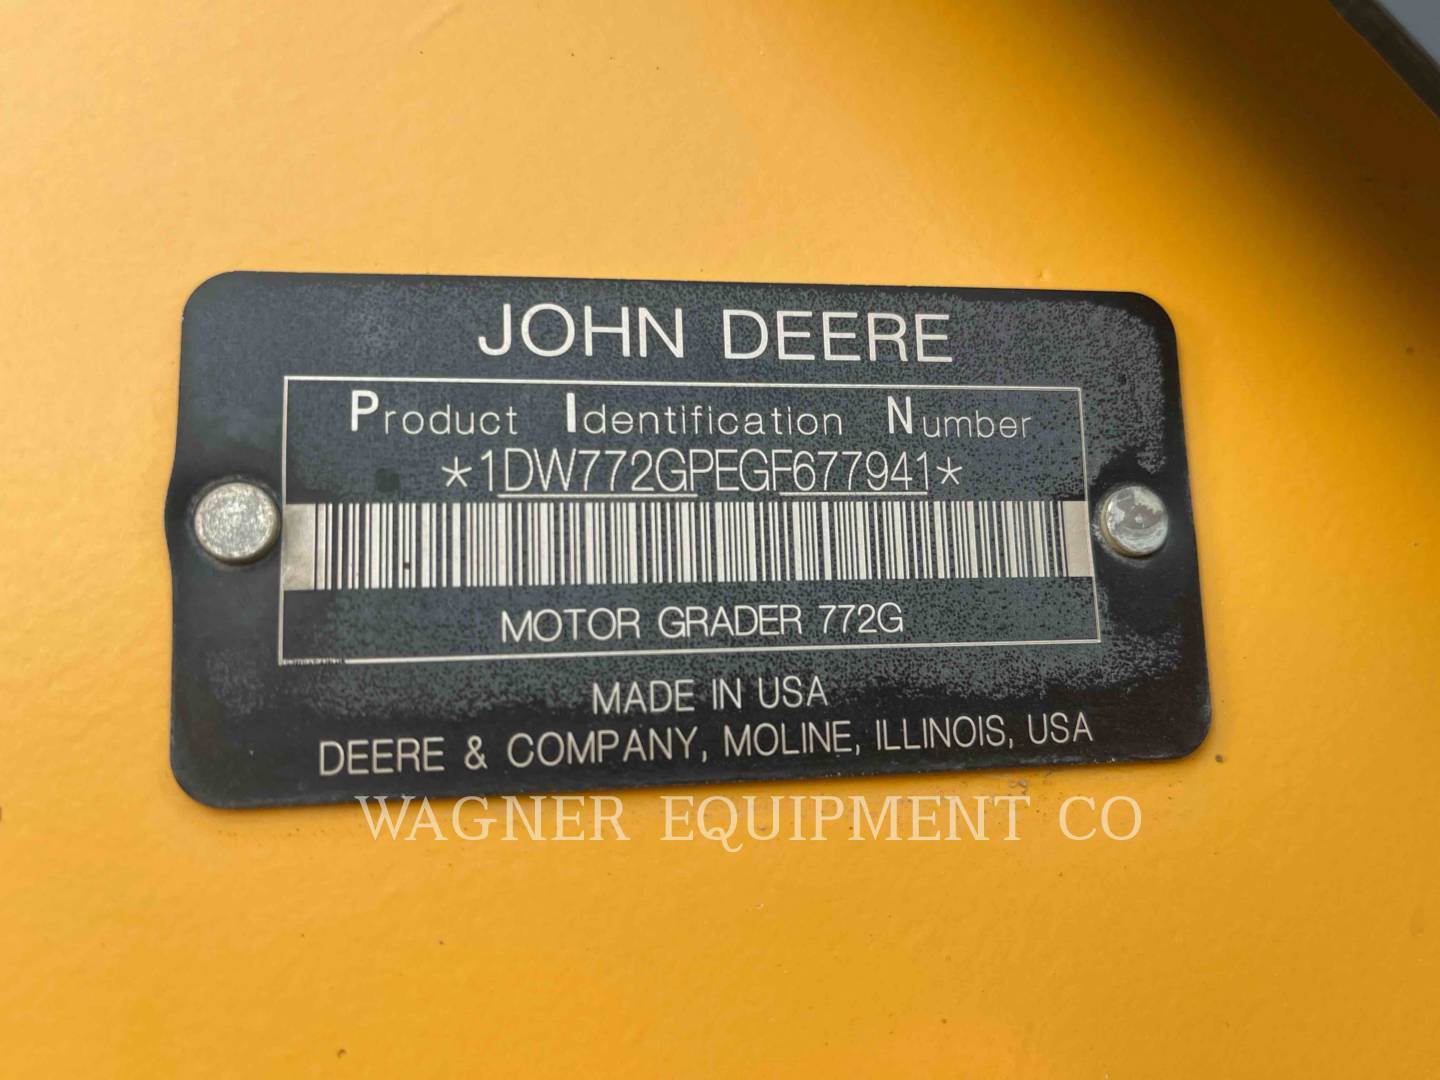 JOHN DEERE
Product Identification Number
*1DW772GPEGF677941*
MOTOR GRADER 772G
MADE IN USA
DEERE & COMPANY, MOLINE, ILLINOIS, USA
WAGNER EQUIPMENT CO